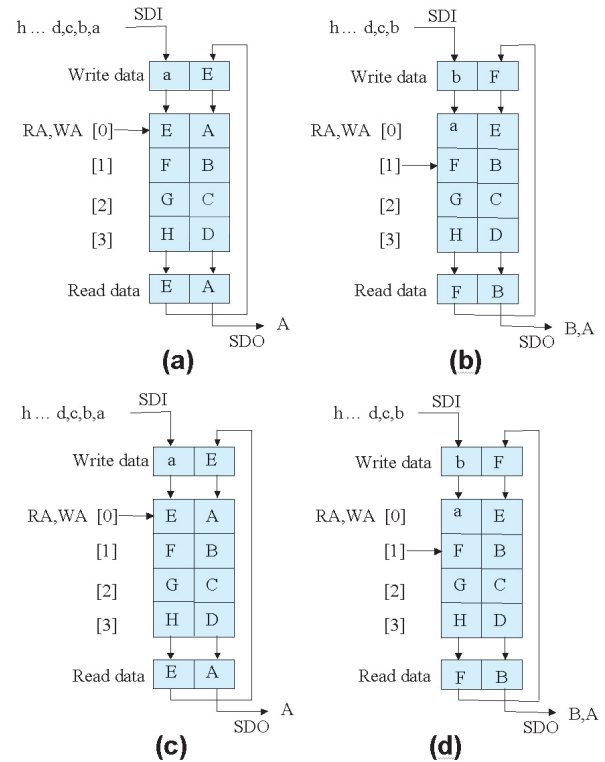 SDI
h ... d,c,b,a
Write data a E
RA,WA [0] E A
[1] F B
[2] G C
[3] H D
Read data E A
A
SDO
(a)
SDI
h ... d,c,b
Write data b F
RA,WA [0] a E
[1] F B
[2] G C
[3] H D
Read data F B
B,A
SDO
(b)
SDI
h ... d,c,b,a
Write data a E
RA,WA [0] E A
[1] F B
[2] G C
[3] H D
Read data E A
A
SDO
(c)
SDI
h ... d,c,b
Write data b F
RA,WA [0] a E
[1] F B
[2] G C
[3] H D
Read data F B
B,A
SDO
(d)